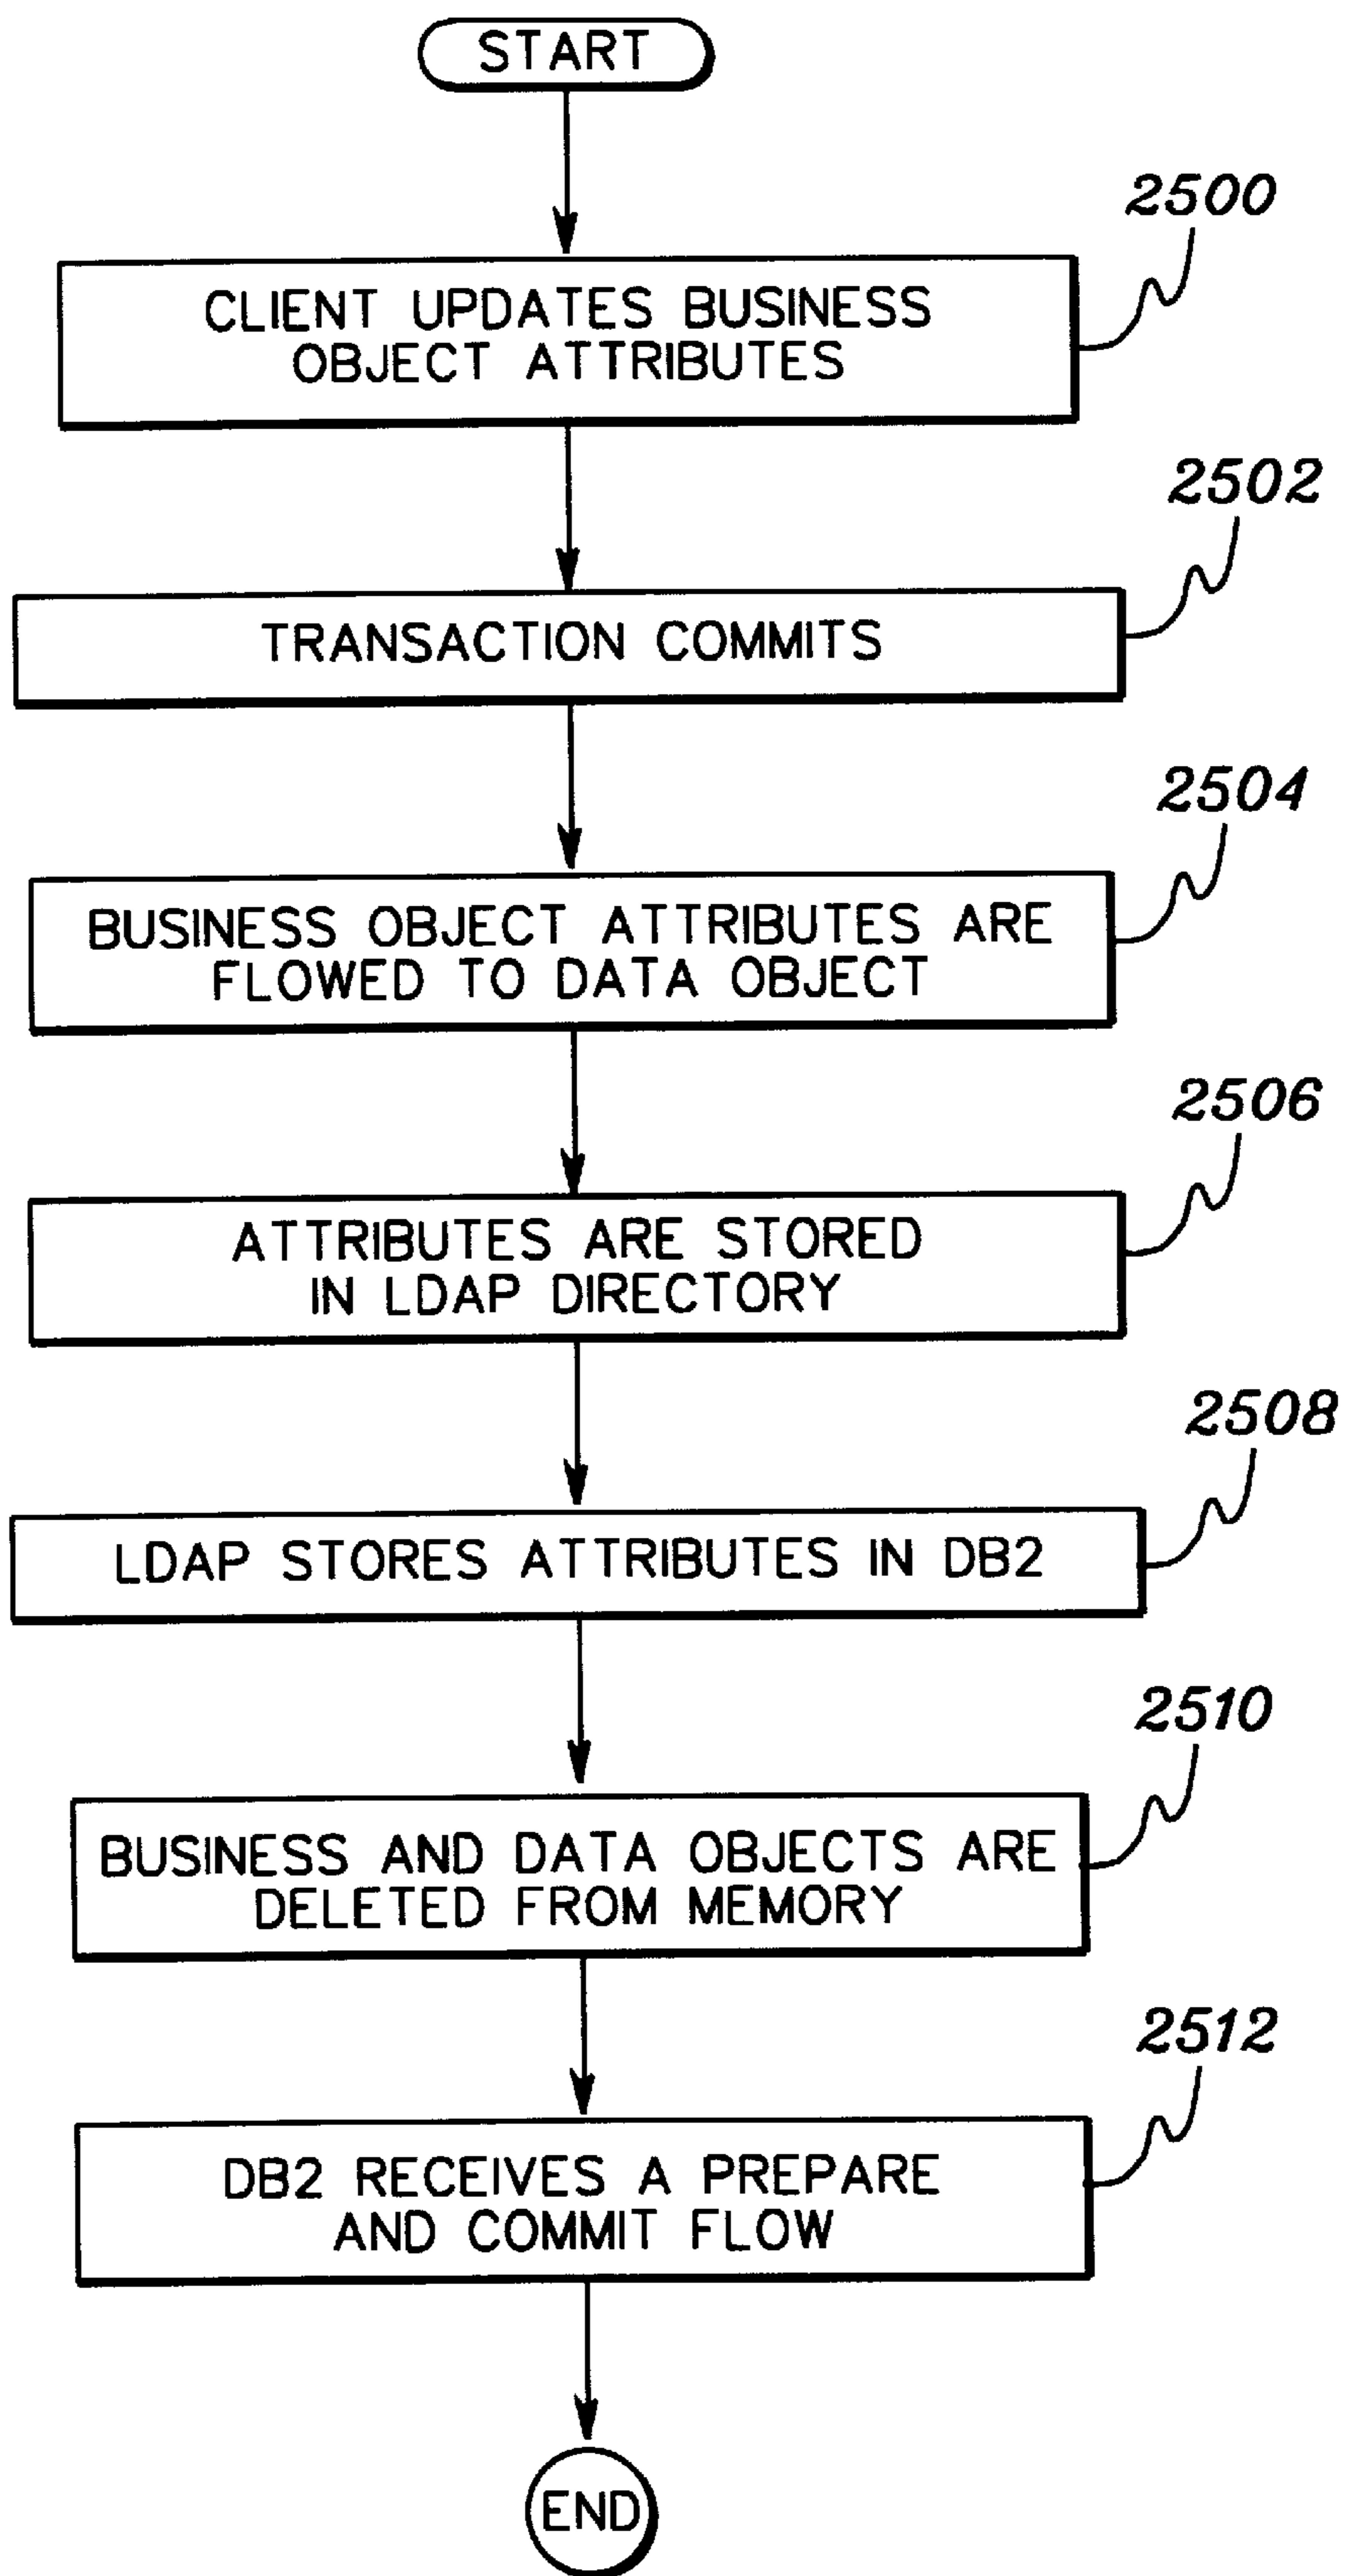 START
2500
CLIENT UPDATES BUSINESS
OBJECT ATTRIBUTES
2502
TRANSACTION COMMITS
2504
BUSINESS OBJECT ATTRIBUTES ARE
FLOWED TO DATA OBJECT
2506
ATTRIBUTES ARE STORED
IN LDAP DIRECTORY
2508
LDAP STORES ATTRIBUTES IN DB2
2510
BUSINESS AND DATA OBJECTS ARE
DELETED FROM MEMORY
2512
DB2 RECEIVES A PREPARE
AND COMMIT FLOW
END